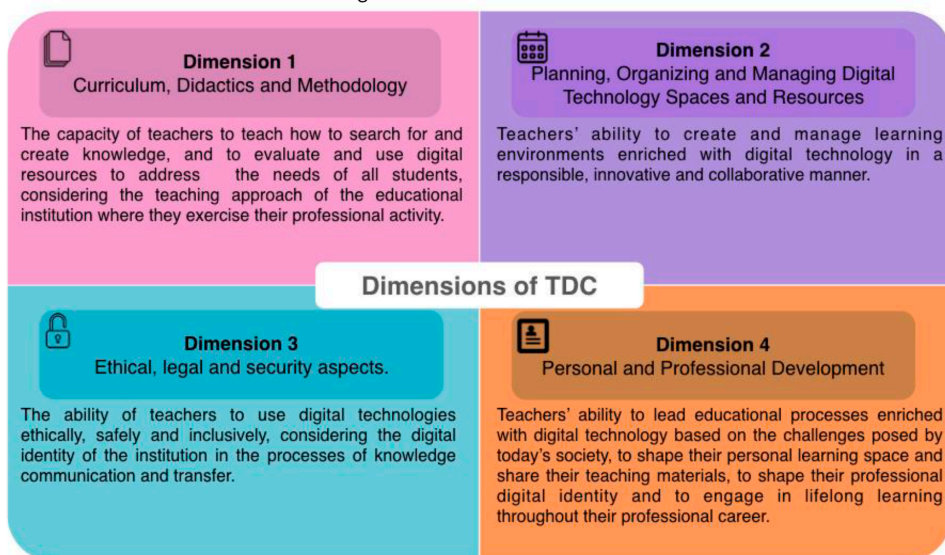 Dimension 1
Curriculum, Didactics and Methodology
The capacity of teachers to teach how to search for and
create knowledge, and to evaluate and use digital
resources to address the needs of all students,
considering the teaching approach of the educational
institution where they exercise their professional activity.
Dimension 2
Planning, Organizing and Managing Digital
Technology Spaces and Resources
Teachers' ability to create and manage learning
environments enriched with digital technology in a
responsible, innovative and collaborative manner.
Dimensions of TDC
Dimension 3
Ethical, legal and security aspects.
The ability of teachers to use digital technologies
ethically, safely and inclusively, considering the digital
identity of the institution in the processes of knowledge
communication and transfer.
Dimension 4
Personal and Professional Development
Teachers' ability to lead educational processes enriched
with digital technology based on the challenges posed by
today's society, to shape their personal learning space and
share their teaching materials, to shape their professional
digital identity and to engage in lifelong learning
throughout their professional career.